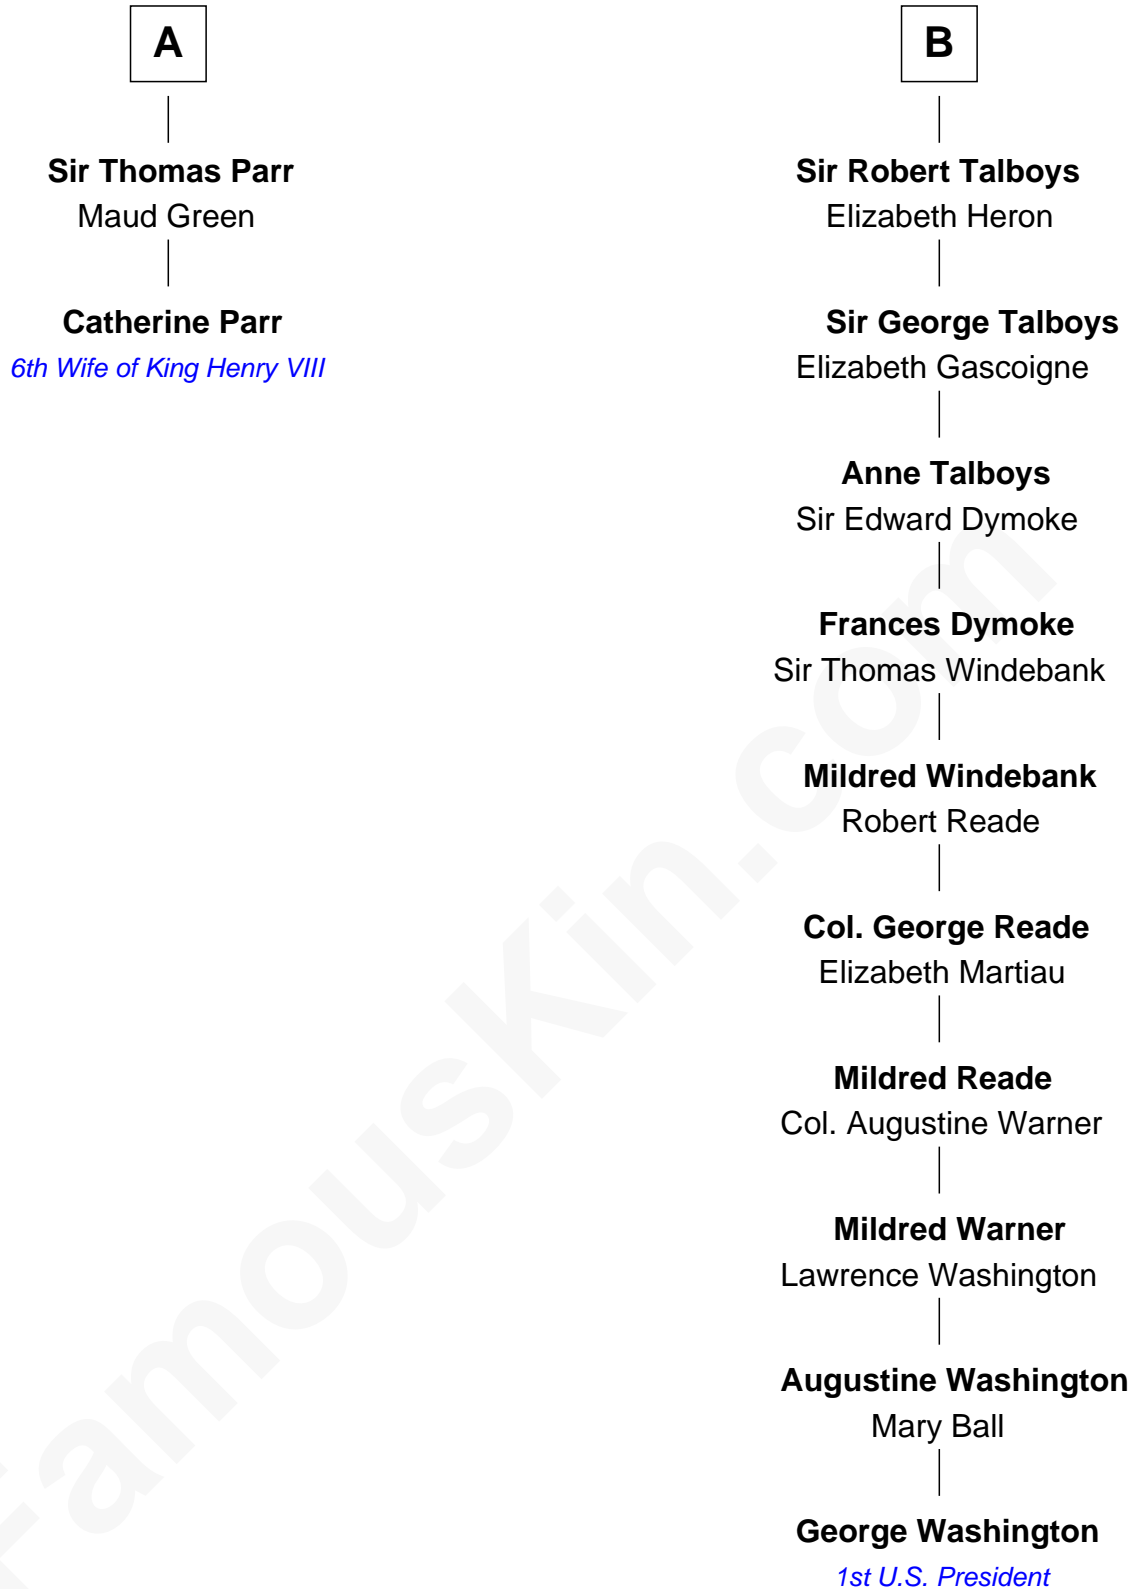 A
Sir Thomas Parr
Maud Green
Catherine Parr
6th Wife of King Henry VIII
B
Sir Robert Talboys
Elizabeth Heron
Sir George Talboys
Elizabeth Gascoigne
Anne Talboys
Sir Edward Dymoke
Frances Dymoke
Sir Thomas Windebank
Mildred Windebank
Robert Reade
Col. George Reade
Elizabeth Martiau
Mildred Reade
Col. Augustine Warner
Mildred Warner
Lawrence Washington
Augustine Washington
Mary Ball
George Washington
1st U.S. President
FamousKin.com